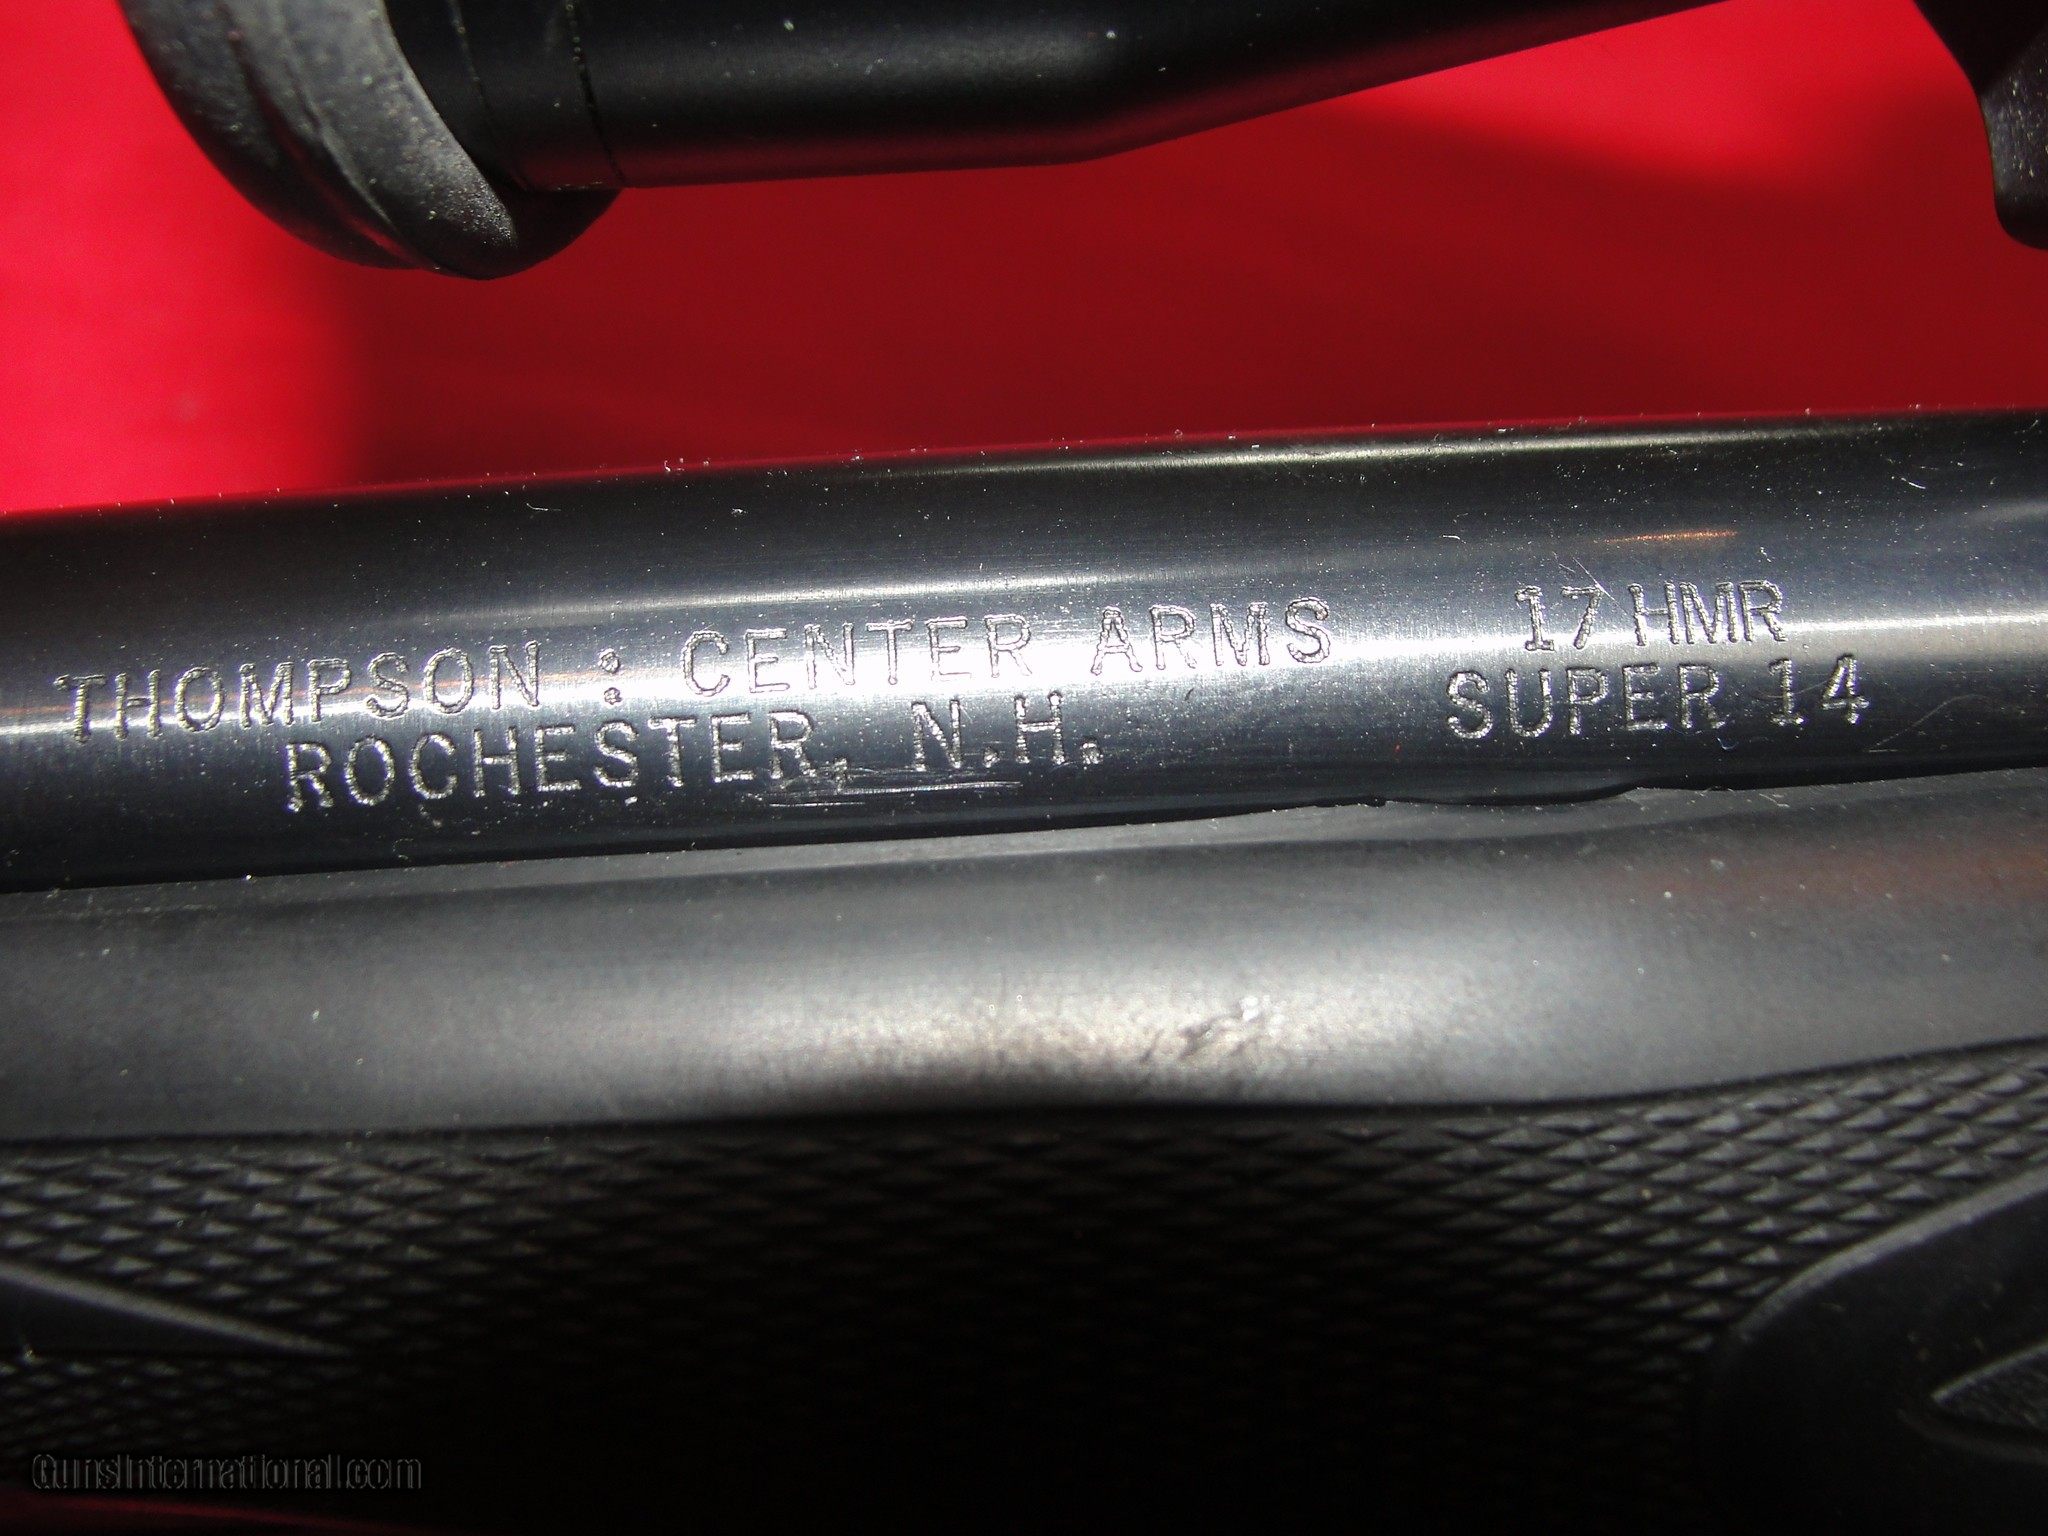 THOMPSON : CENTER ARMS
ROCHESTER, N.H.
17 HMR
SUPER 14
GunsInternational.com